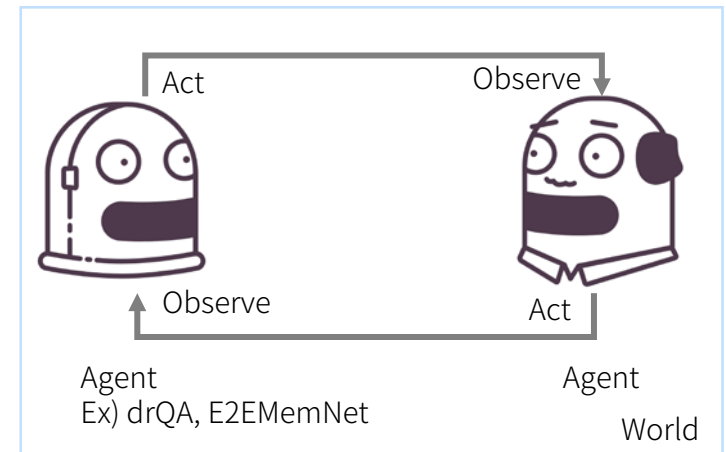 Act
Observe
Observe
Act
Agent
Agent
Ex) drQA, E2EMemNet
World